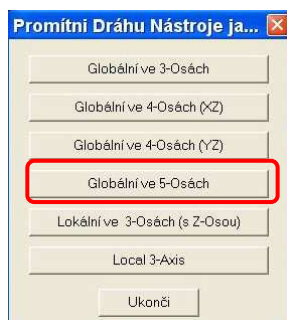 Promítni Dráhu Nástroje ja...
Globální ve 3-Osách
Globální ve 4-Osách (XZ)
Globální ve 4-Osách (YZ)
Globální ve 5-Osách
Lokální ve 3-Osách (s Z-Osou)
Local 3-Axis
Ukonči